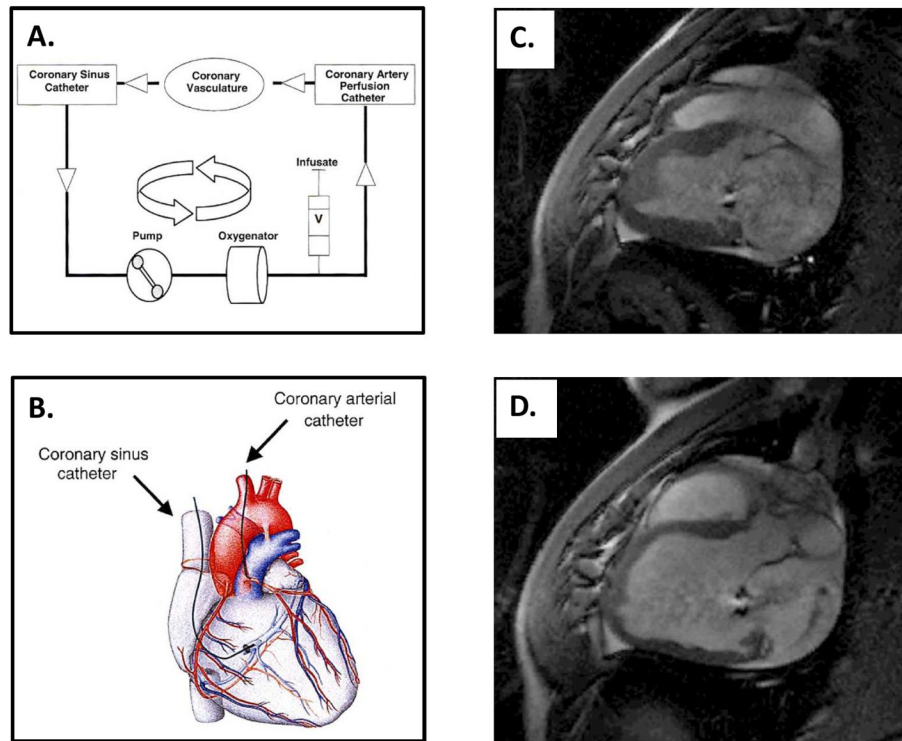 A.
Coronary Sinus
Catheter
Coronary
Vasculature
Coronary Artery
Perfusion
Catheter
Infusate
V
Pump
Oxygenator
B.
Coronary arterial
catheter
Coronary sinus
catheter
C.
D.